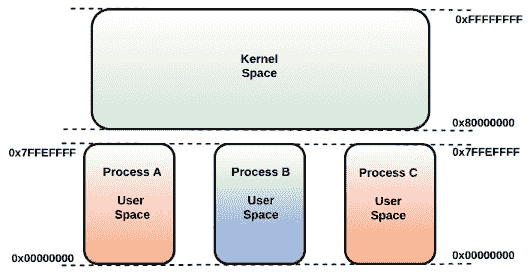 0xFFFFFFFF
Kernel
Space
0x80000000
0x7FFEFFFF
0x7FFEFFFF
Process A
User
Space
Process B
User
Space
Process C
User
Space
0x00000000
0x00000000